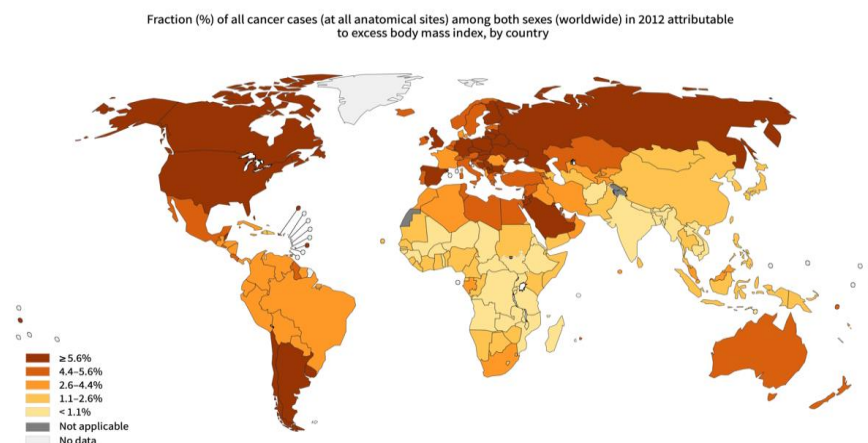 Fraction (%) of all cancer cases (at all anatomical sites) among both sexes (worldwide) in 2012 attributable
to excess body mass index, by country
≥ 5.6%
4.4–5.6%
2.6–4.4%
1.1–2.6%
< 1.1%
Not applicable
No data